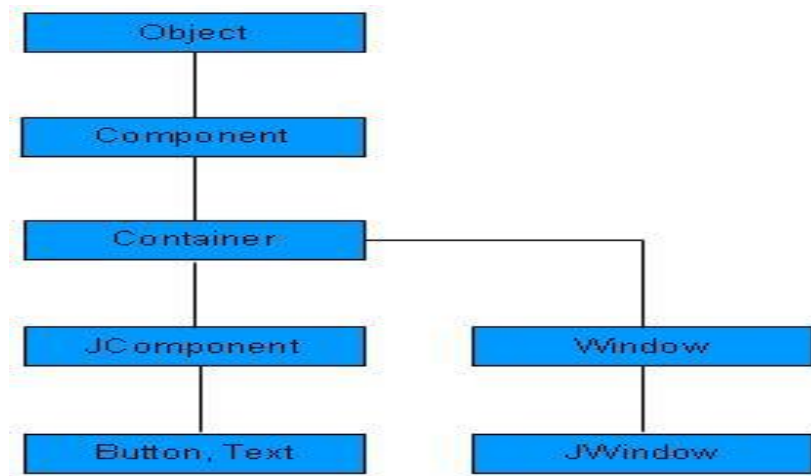 Object
Component
Container
JComponent
Window
Button, Text
JWindow